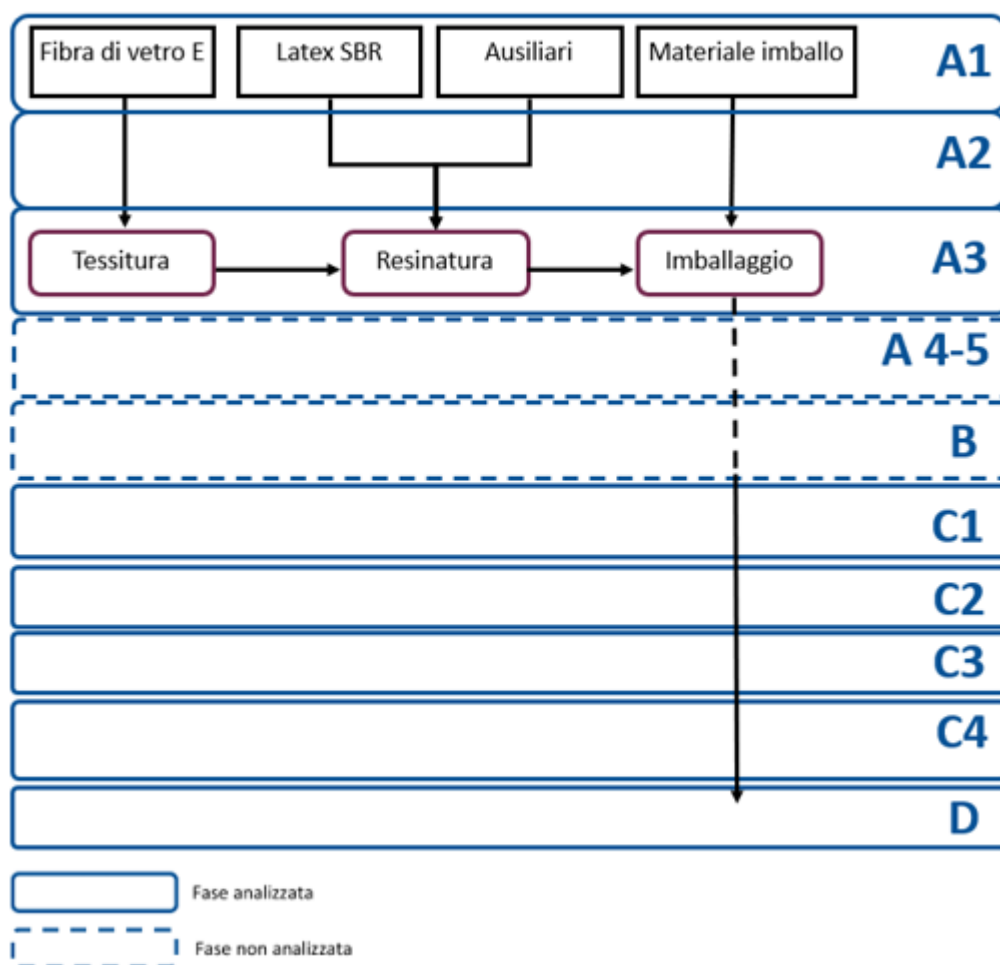 Fibra di vetro E
Latex SBR
Ausiliari
Materiale imballo
A1
A2
Tessitura
Resinatura
Imballaggio
A3
A 4-5
B
C1
C2
C3
C4
D
Fase analizzata
Fase non analizzata